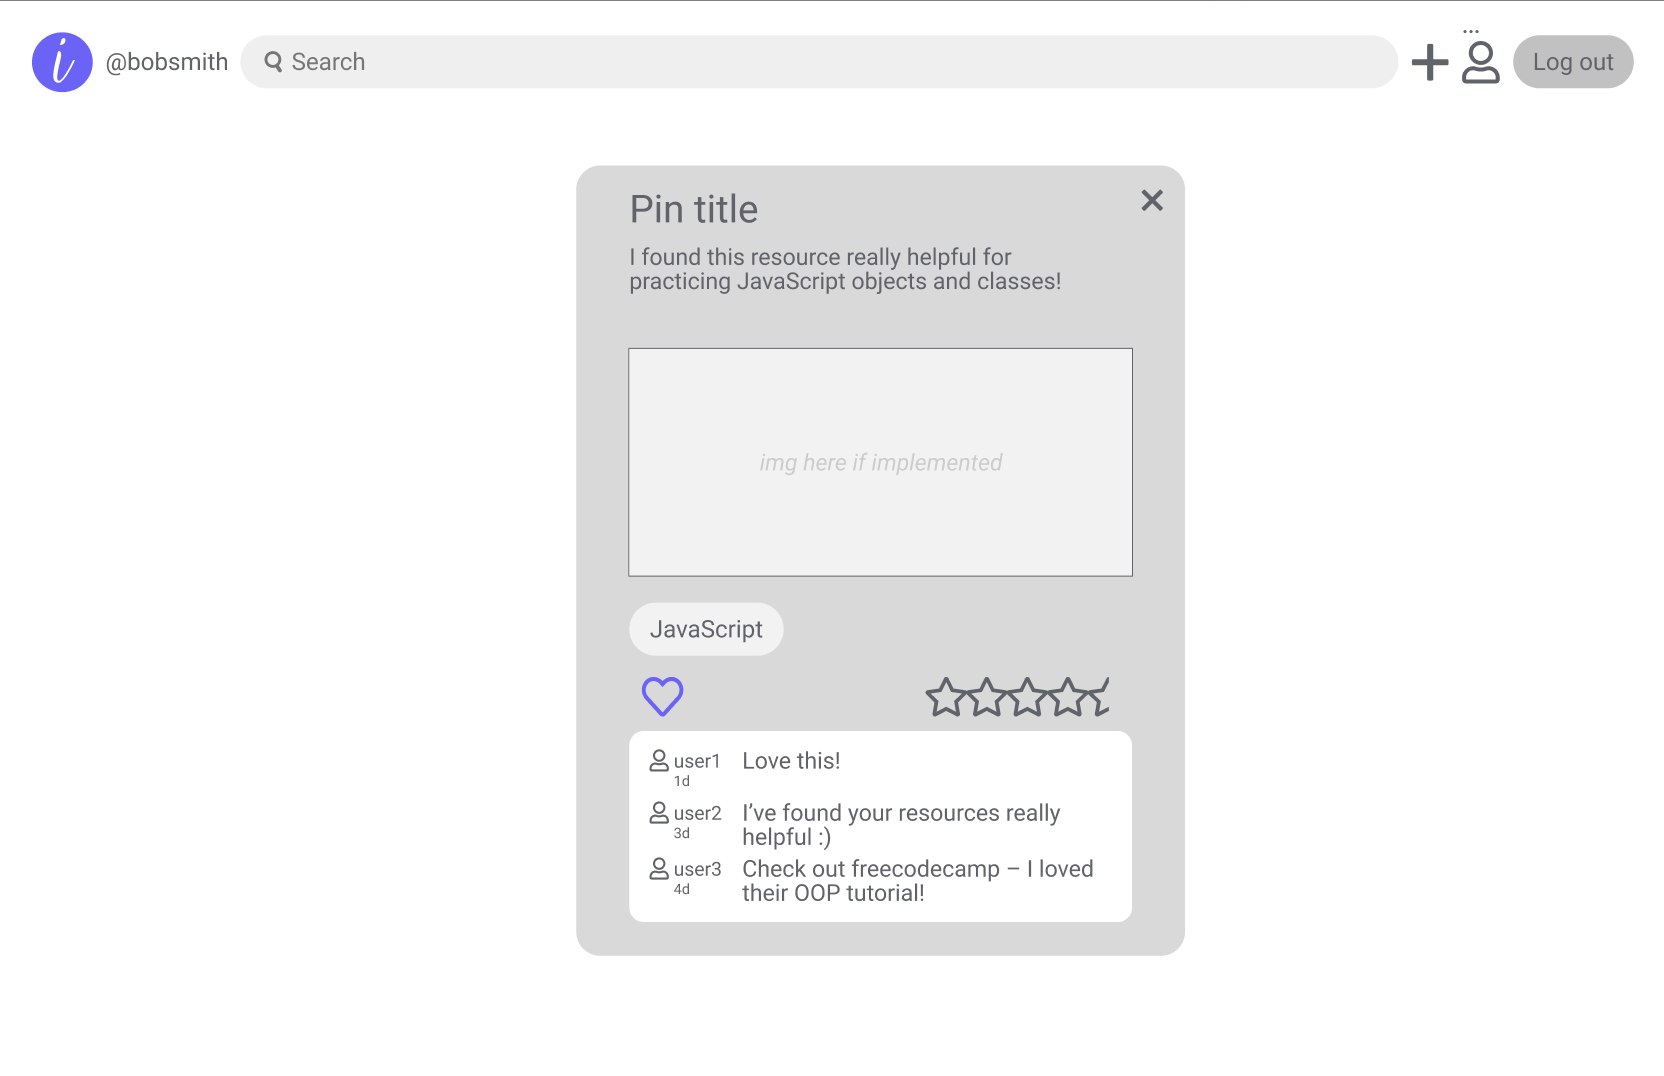 i @bobsmith Search ... Log out
Pin title
I found this resource really helpful for
practicing JavaScript objects and classes!
img here if implemented
JavaScript
user1 Love this!
1d
user2 I’ve found your resources really
3d helpful :)
user3 Check out freecodecamp – I loved
4d their OOP tutorial!